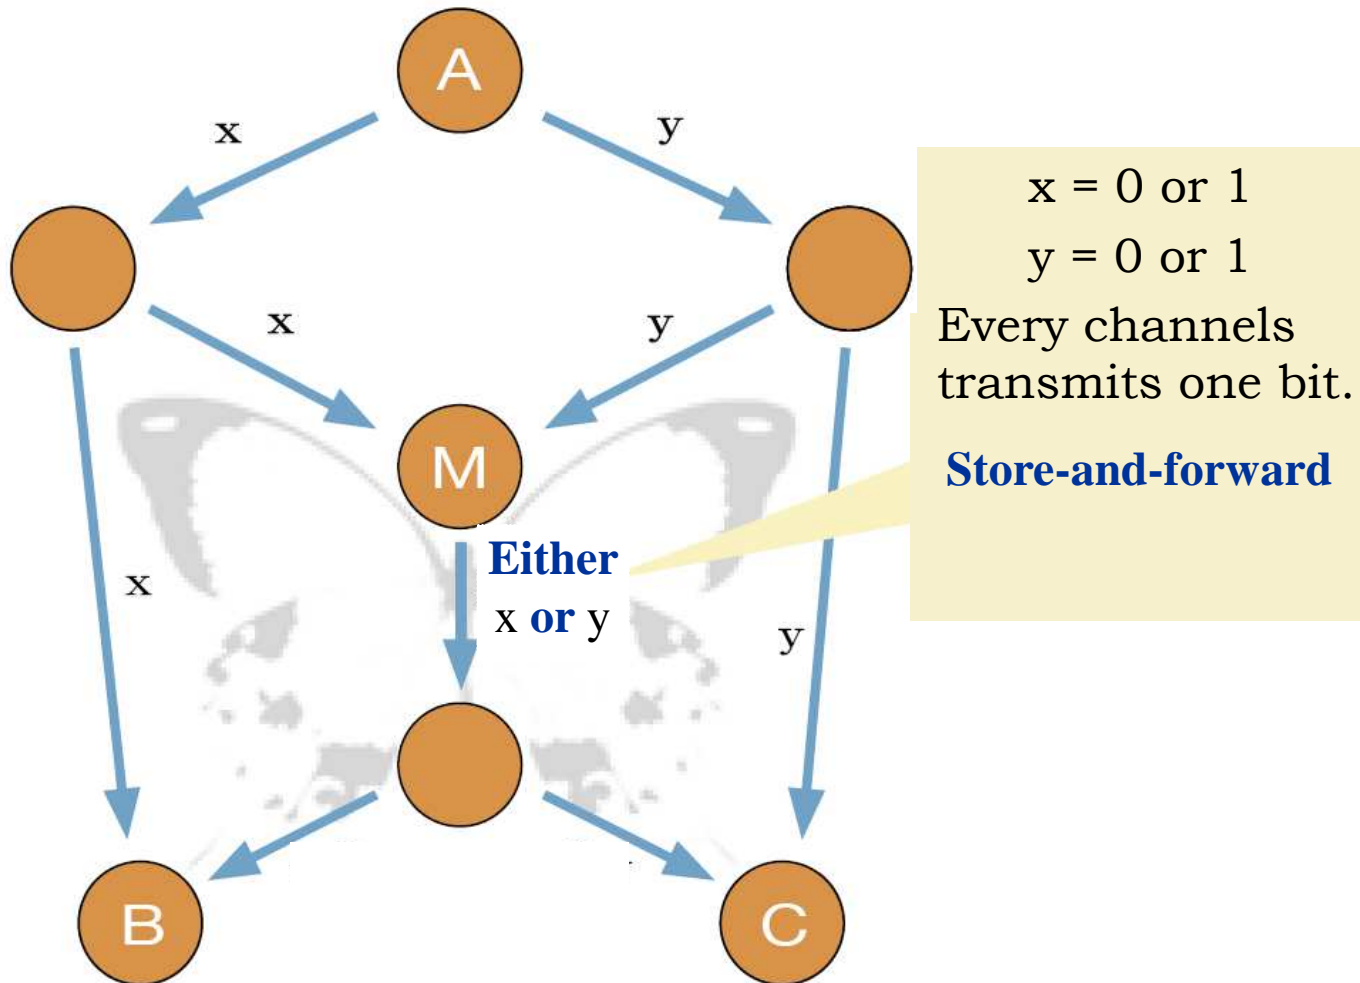 A
x
y
x = 0 or 1
y = 0 or 1
Every channels
transmits one bit.
Store-and-forward
x
y
M
Either
x or y
x
y
B
C